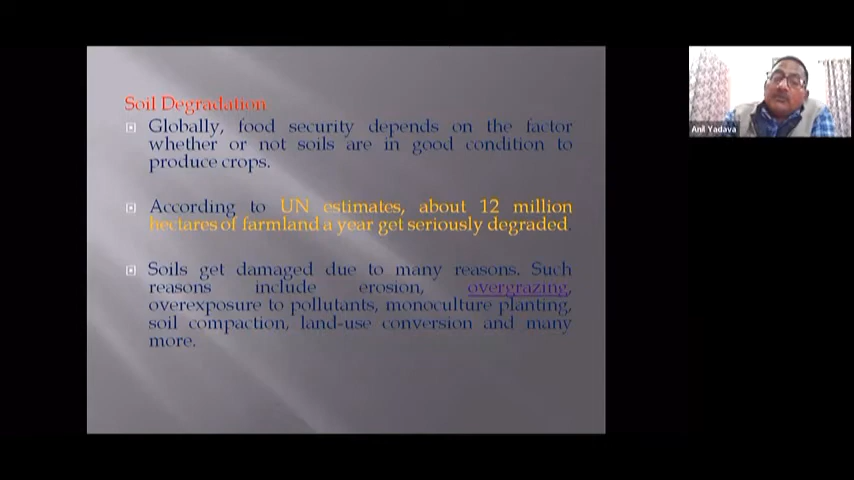 Soil Degradation
Globally, food security depends on the factor
whether or not soils are in good condition to
produce crops.
According to UN estimates, about 12 million
hectares of farmland a year get seriously degraded.
Soils get damaged due to many reasons. Such
reasons include erosion, overgrazing,
overexposure to pollutants, monoculture planting,
soil compaction, land-use conversion and many
more.
Anil Yadava